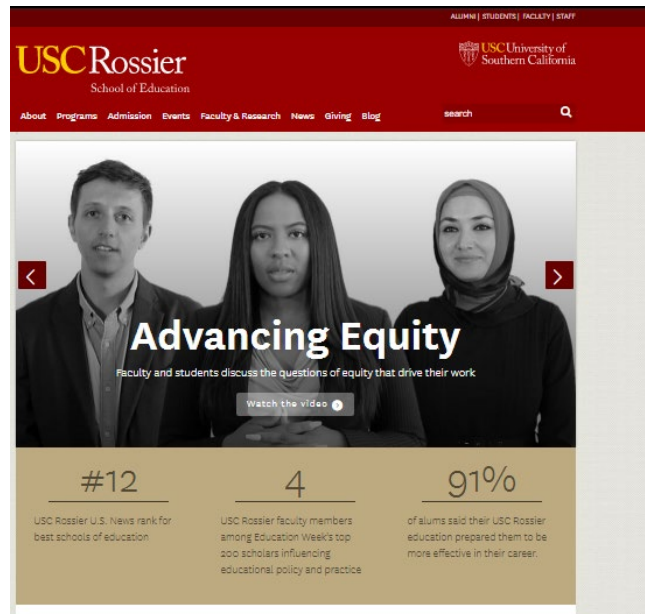 ALUMNI | STUDENTS | FACULTY | STAFF
USC Rossier
School of Education
USC University of
Southern California
About Programs Admission Events Faculty & Research News Giving Blog
search
Advancing Equity
Faculty and students discuss the questions of equity that drive their work
Watch the video
#12
USC Rossier U.S. News rank for
best schools of education
4
USC Rossier faculty members
among Education Week's top
200 scholars influencing
educational policy and practice
91%
of alums said their USC Rossier
education prepared them to be
more effective in their career.